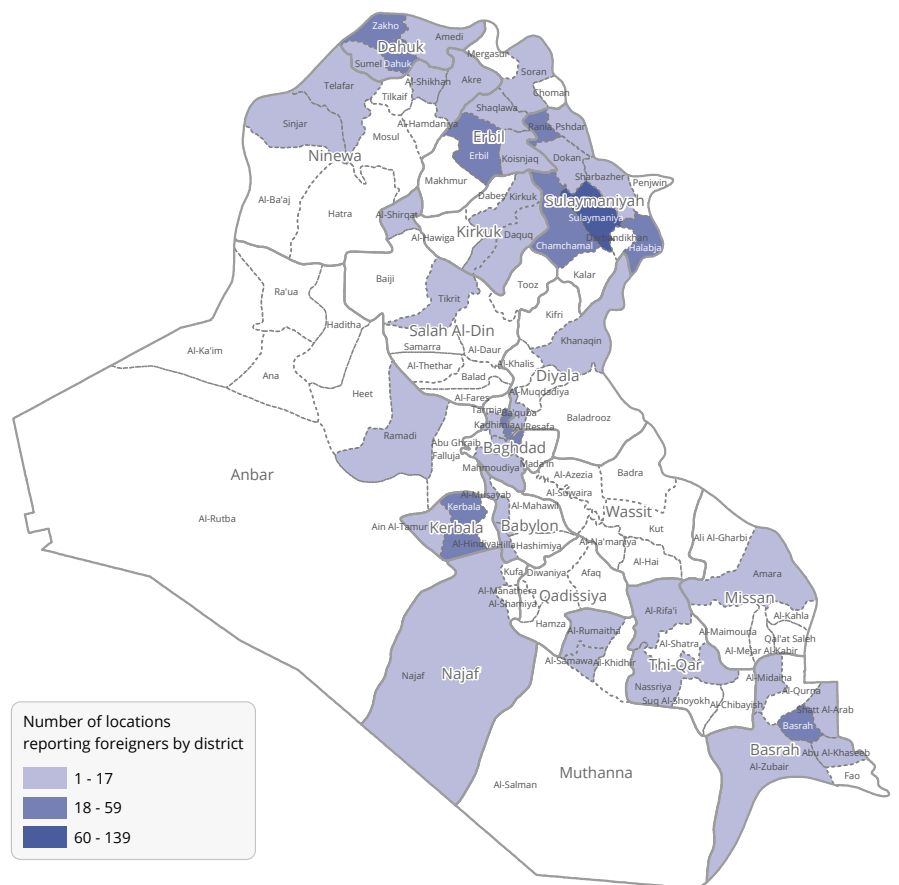 Zakho
Amedi
Dahuk
Mergasur
Sumel
Dahuk
Soran
Al-Shikhan
Akre
Telafar
Choman
Tilkaif
Shaqlawa
Sinjar
Al-Hamdaniya
Rania
Pshdar
Mosul
Erbil
Ninewa
Erbil
Koisnjaq
Dokan
Makhmur
Sharbazher
Penjwin
Al-Ba'aj
Dabes
Kirkuk
Sulaymaniyah
Hatra
Al-Shirqat
Sulaymaniya
Kirkuk
Daquq
Al-Hawiga
Darbandikhan
Chamchamal
Halabja
Baiji
Kalar
Ra'ua
Tooz
Tikrit
Haditha
Kifri
Salah Al-Din
Khanaqin
Al-Ka'im
Samarra
Al-Daur
Al-Thethar
Al-Khalis
Ana
Balad
Diyala
Heet
Al-Fares
Al-Muqdadiya
Tarmia
Ba'quba
Baladrooz
Kadhimia
Al Resafa
Ramadi
Abu Ghraib
Baghdad
Falluja
Mahmoudiya
Mada'in
Anbar
Al-Azezia
Badra
Al-Musayab
Al-Suwaira
Kerbala
Al-Mahawil
Wassit
Al-Rutba
Ain Al-Tamur
Kerbala
Babylon
Kut
Al-Hindiya
Hilla
Hashimiya
Al-Na'maniya
Ali Al-Gharbi
Al-Hai
Kufa
Diwaniya
Afaq
Amara
Al-Manathera
Qadissiya
Missan
Al-Shamiya
Al-Rifa'i
Al-Kahla
Hamza
Al-Rumaitha
Al-Maimouna
Qal'at Saleh
Al-Shatra
Al-Mejar Al-Kabir
Al-Samawa
Al-Khidhir
Thi-Qar
Najaf
Najaf
Al-Midaina
Nassriya
Al-Qurna
Suq Al-Shoyokh
Al-Chibayish
Shatt Al-Arab
Basrah
Basrah
Abu Al-Khaseeb
Al-Zubair
Fao
Muthanna
Al-Salman
Number of locations
reporting foreigners by district
1 - 17
18 - 59
60 - 139